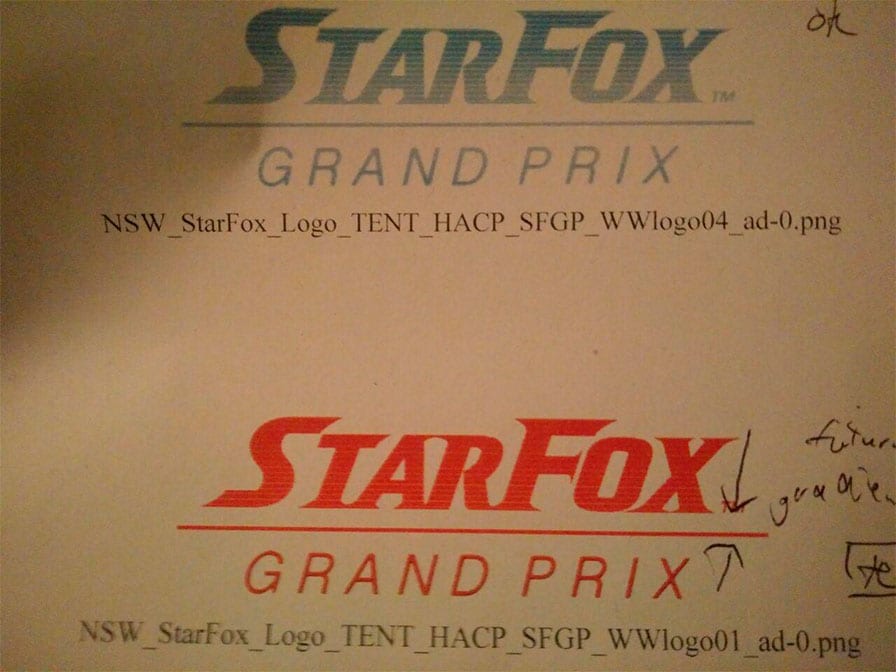 ok
STARFOX™
GRAND PRIX
NSW_StarFox_Logo_TENT_HACP_SFGP_WWlogo04_ad-0.png
STARFOX
GRAND PRIX
NSW_StarFox_Logo_TENT_HACP_SFGP_WWlogo01_ad-0.png